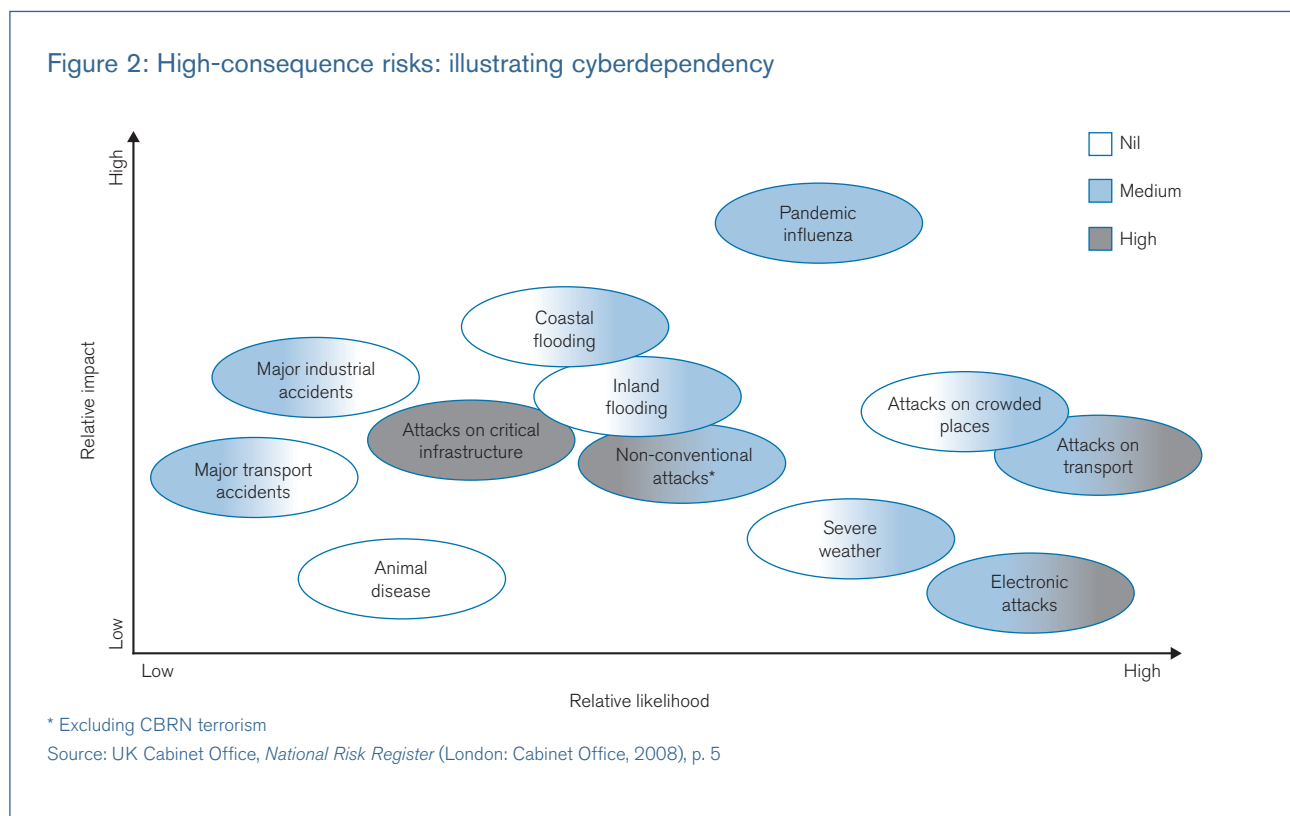 Figure 2: High-consequence risks: illustrating cyberdependency
High
Relative impact
Low
Nil
Medium
High
Pandemic
influenza
Coastal
flooding
Major industrial
accidents
Inland
flooding
Attacks on crowded
places
Attacks on critical
infrastructure
Non-conventional
attacks*
Attacks on
transport
Major transport
accidents
Severe
weather
Animal
disease
Electronic
attacks
Low
High
Relative likelihood
* Excluding CBRN terrorism
Source: UK Cabinet Office, National Risk Register (London: Cabinet Office, 2008), p. 5